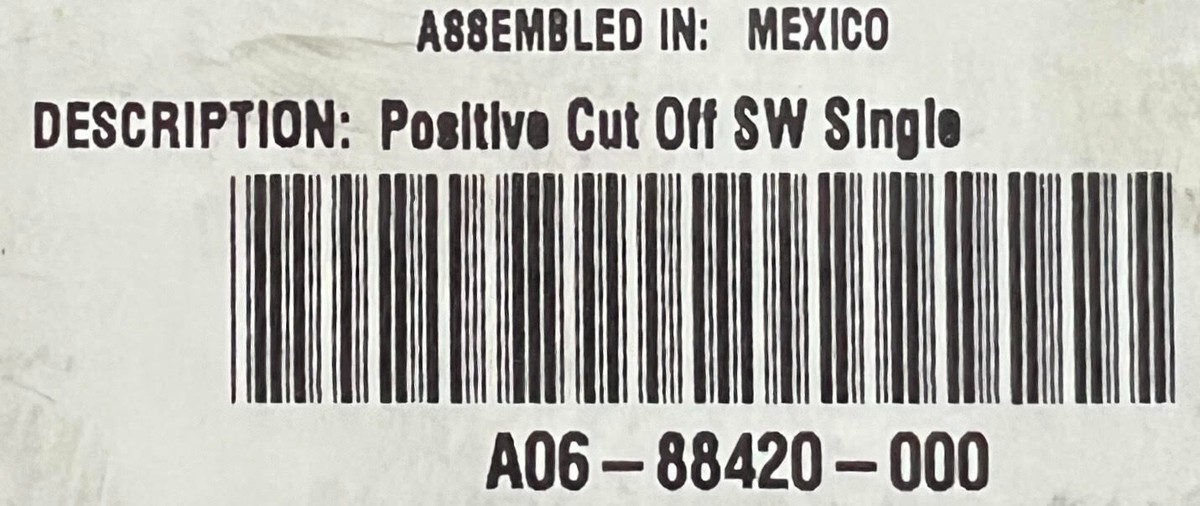 ASSEMBLED IN: MEXICO
DESCRIPTION: Positive Cut Off SW Single
A06-88420-000